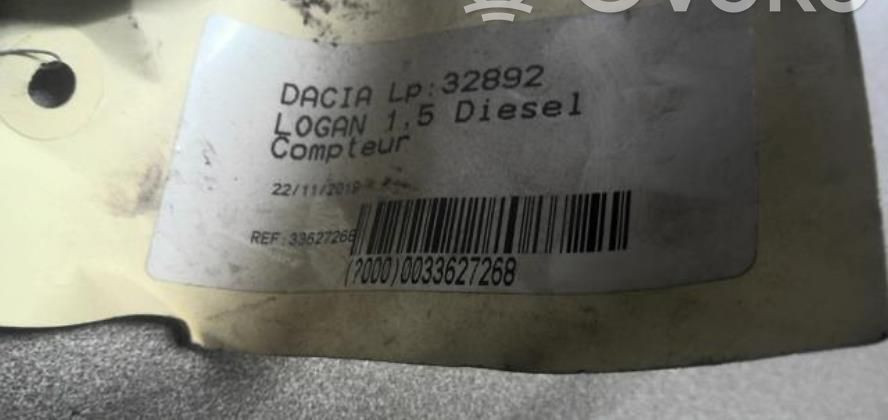 DACIA Lp:32892
LOGAN 1,5 Diesel
Compteur
22/11/2019
REF:33627268
(?000)0033627268